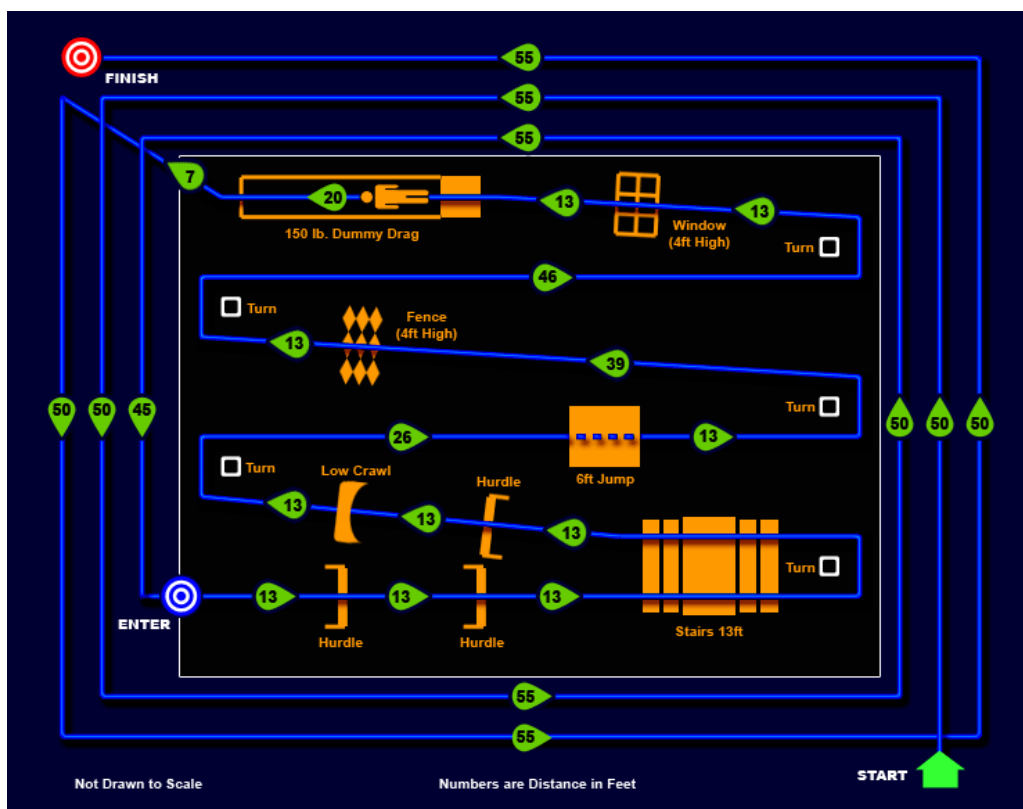 55
FINISH
55
55
7
20
13
13
150 lb. Dummy Drag
Window
(4ft High)
Turn
46
Turn
Fence
(4ft High)
13
39
50
50
45
Turn
50
50
50
26
13
Turn
Low Crawl
6ft Jump
Hurdle
13
13
13
Turn
13
13
13
ENTER
Hurdle
Hurdle
Stairs 13ft
55
55
Not Drawn to Scale
Numbers are Distance in Feet
START